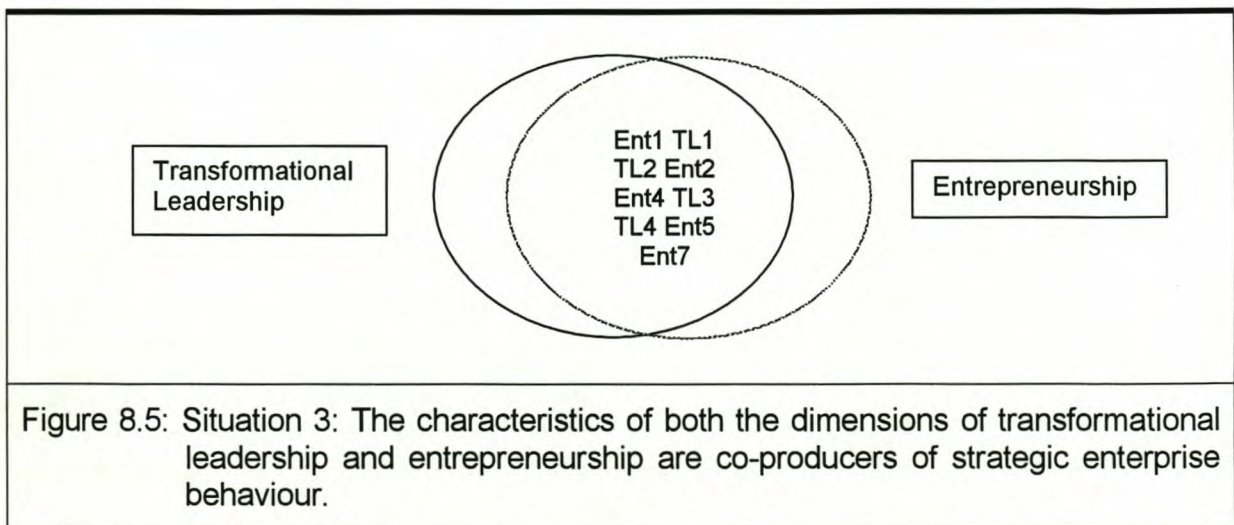 Transformational
Leadership
Ent1 TL1
TL2 Ent2
Ent4 TL3
TL4 Ent5
Ent7
Entrepreneurship
Figure 8.5: Situation 3: The characteristics of both the dimensions of transformational
leadership and entrepreneurship are co-producers of strategic enterprise
behaviour.